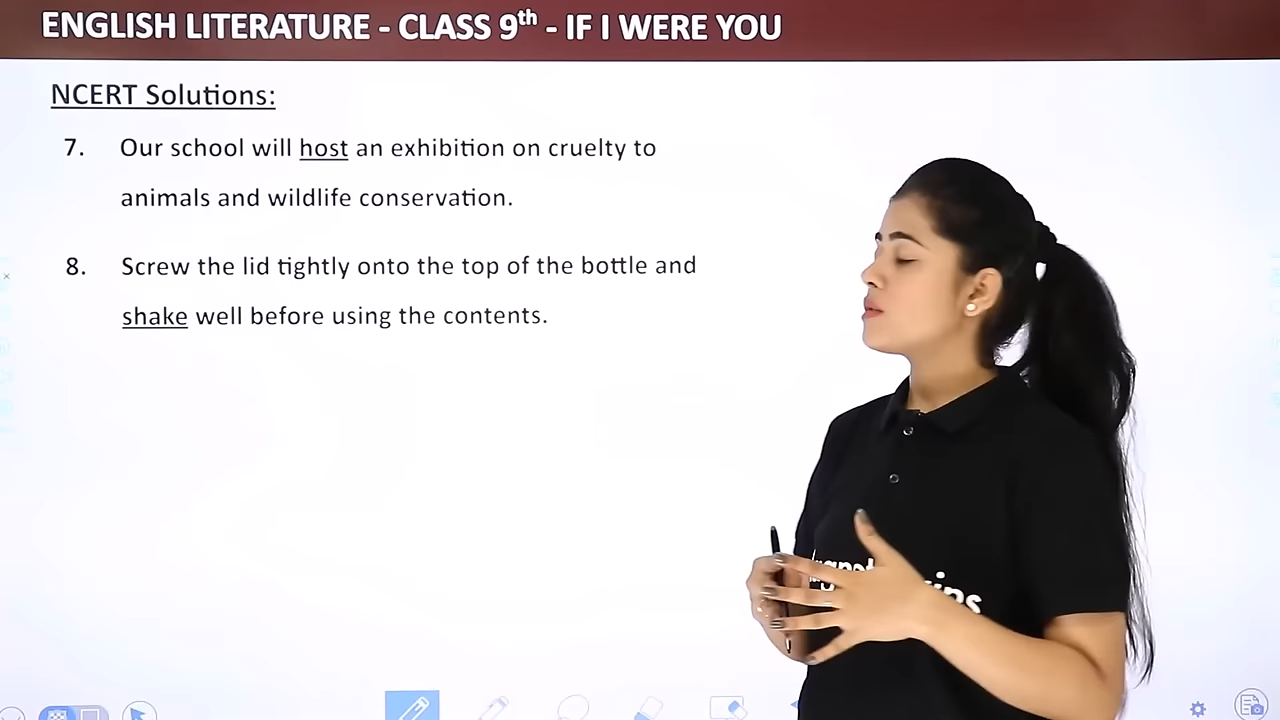 ENGLISH LITERATURE - CLASS 9th - IF I WERE YOU
NCERT Solutions:
7. Our school will host an exhibition on cruelty to
animals and wildlife conservation.
8. Screw the lid tightly onto the top of the bottle and
shake well before using the contents.